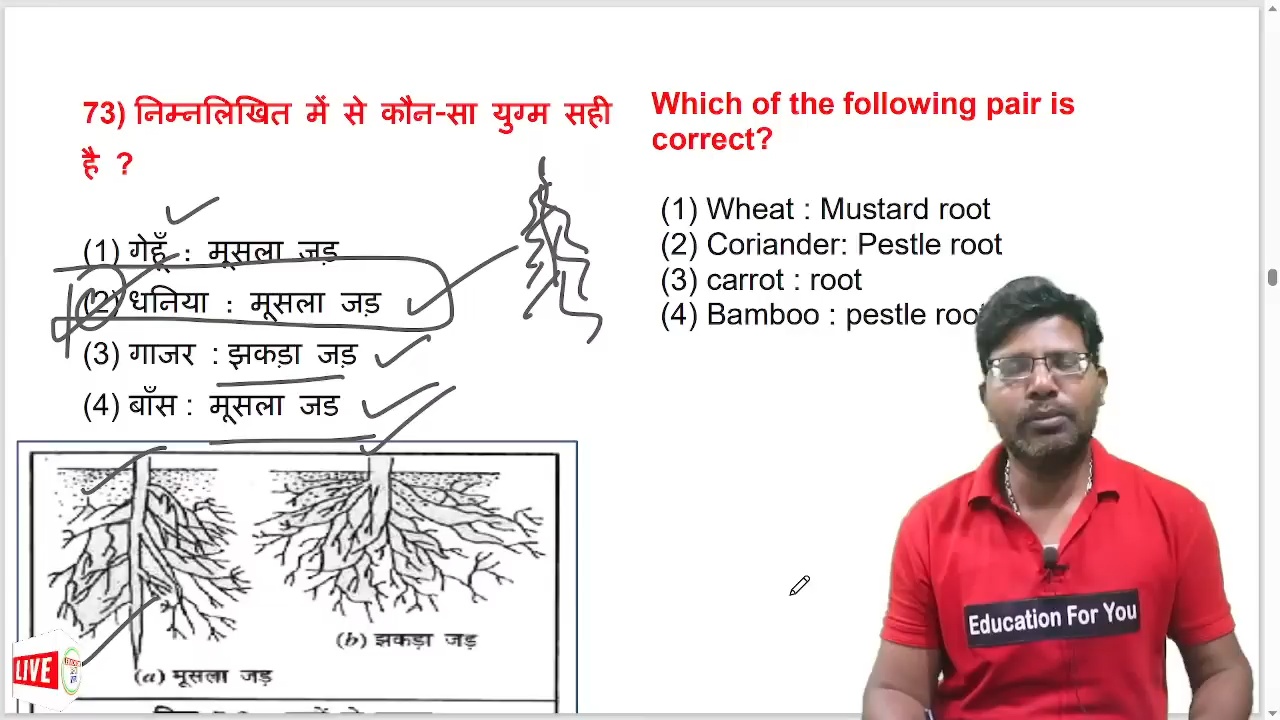 73) निम्नलिखित में से कौन-सा युग्म सही
है ?
(1) गेहूँ : मूसला जड़
(2) धनिया : मूसला जड़
(3) गाजर : झकड़ा जड़
(4) बाँस : मूसला जड
Which of the following pair is
correct?
(1) Wheat : Mustard root
(2) Coriander: Pestle root
(3) carrot : root
(4) Bamboo : pestle root
(a) मूसला जड़
(b) झकड़ा जड़
LIVE
Education For You